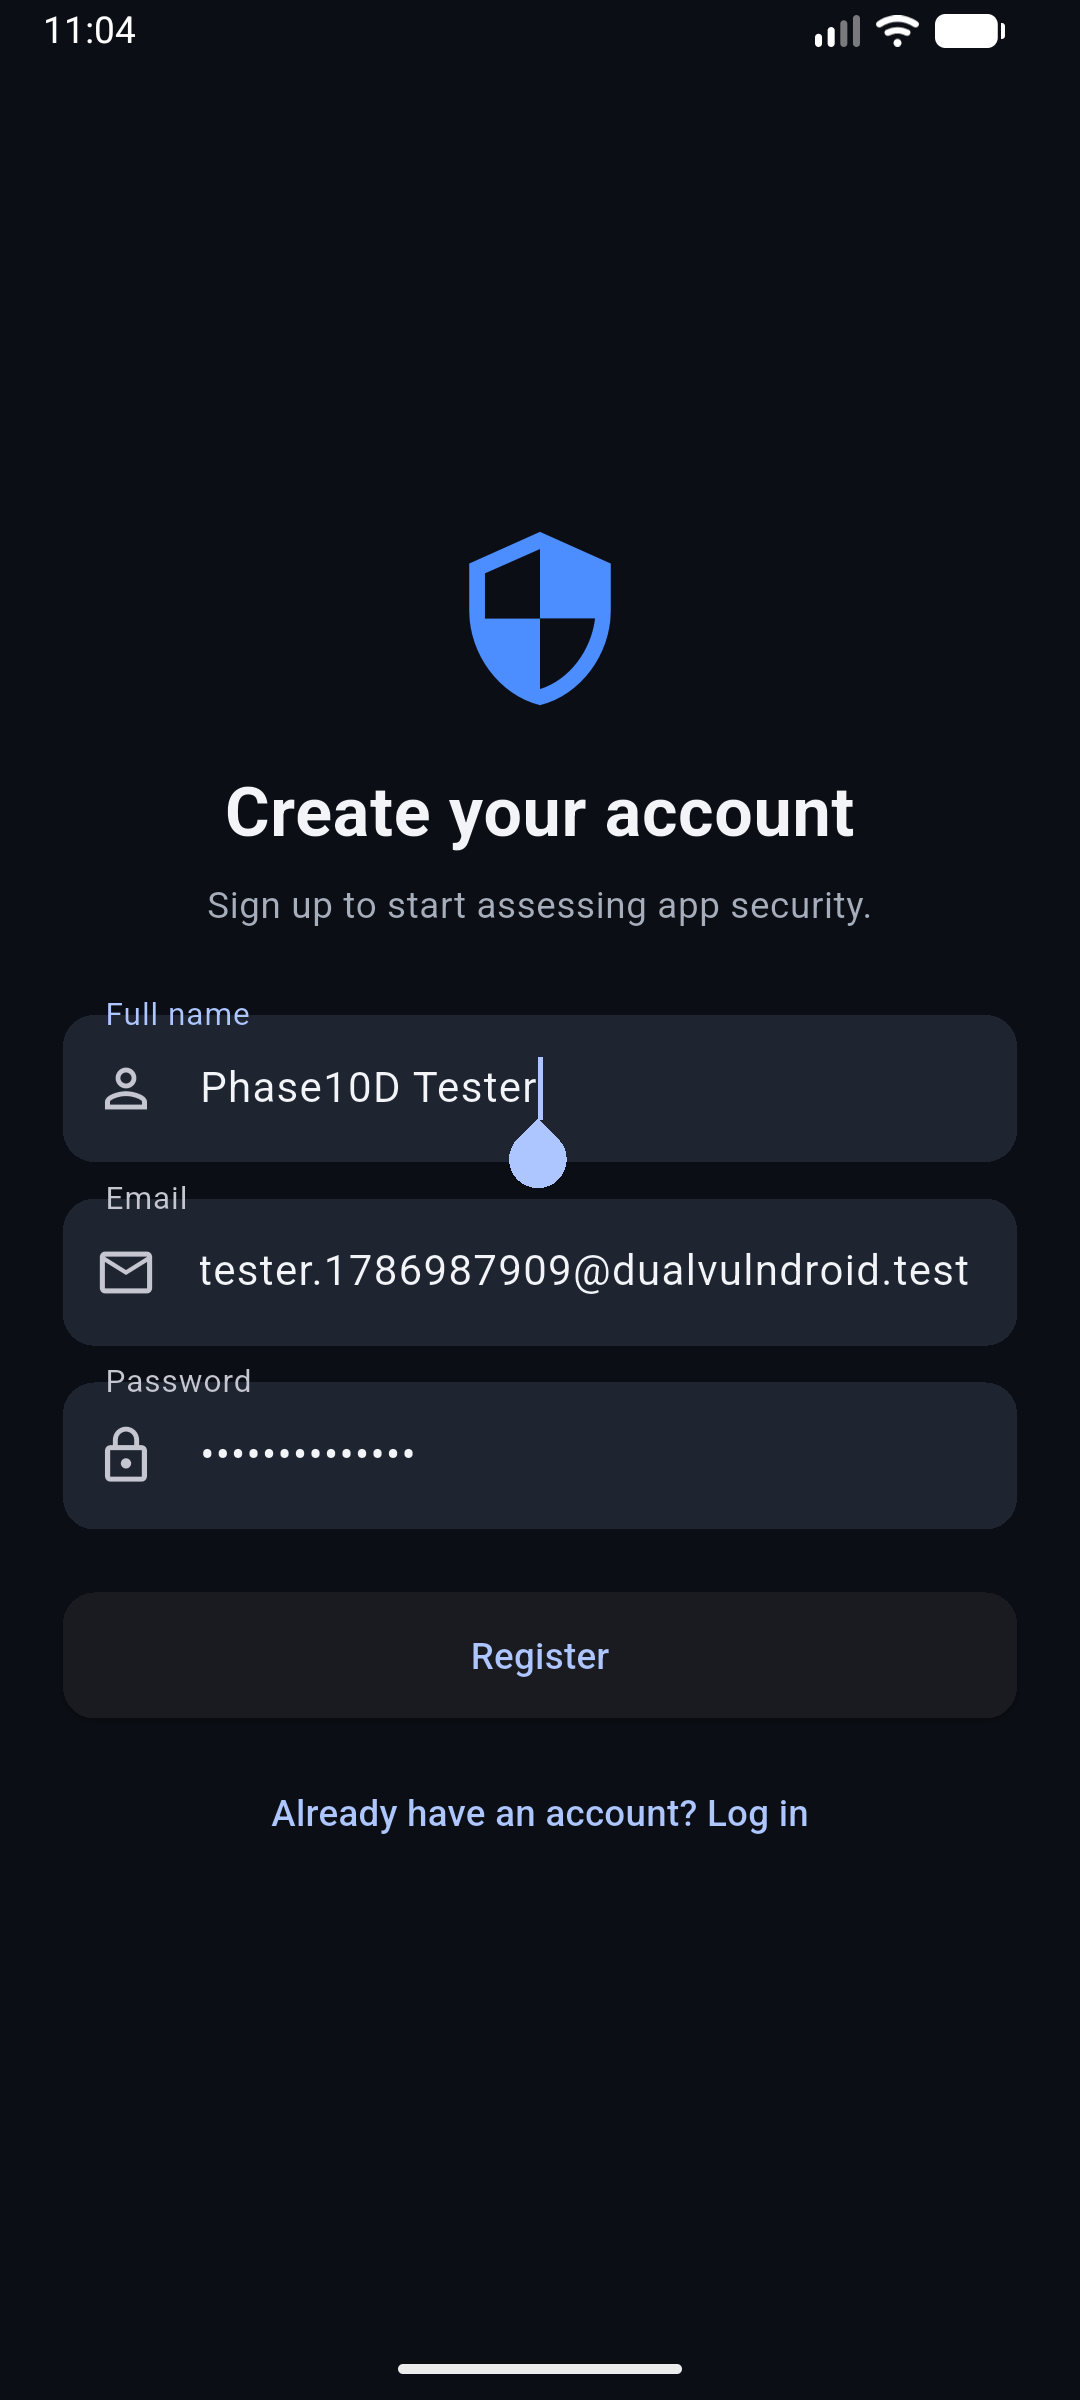 11:04
Create your account
Sign up to start assessing app security.
Full name
Phase10D Tester
Email
tester.1786987909@dualvulndroid.test
Password
••••••••••••••
Register
Already have an account? Log in